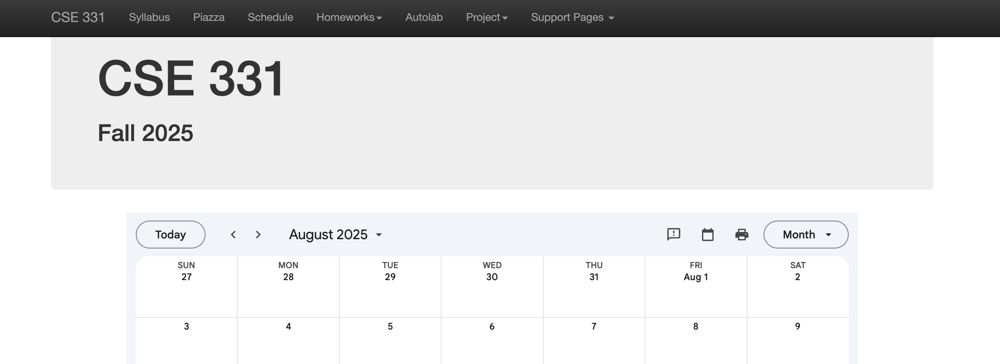 CSE 331 Syllabus Piazza Schedule Homeworks Autolab Project Support Pages
CSE 331
Fall 2025
Today August 2025 Month
SUN MON TUE WED THU FRI SAT
27 28 29 30 31 Aug 1 2
3 4 5 6 7 8 9